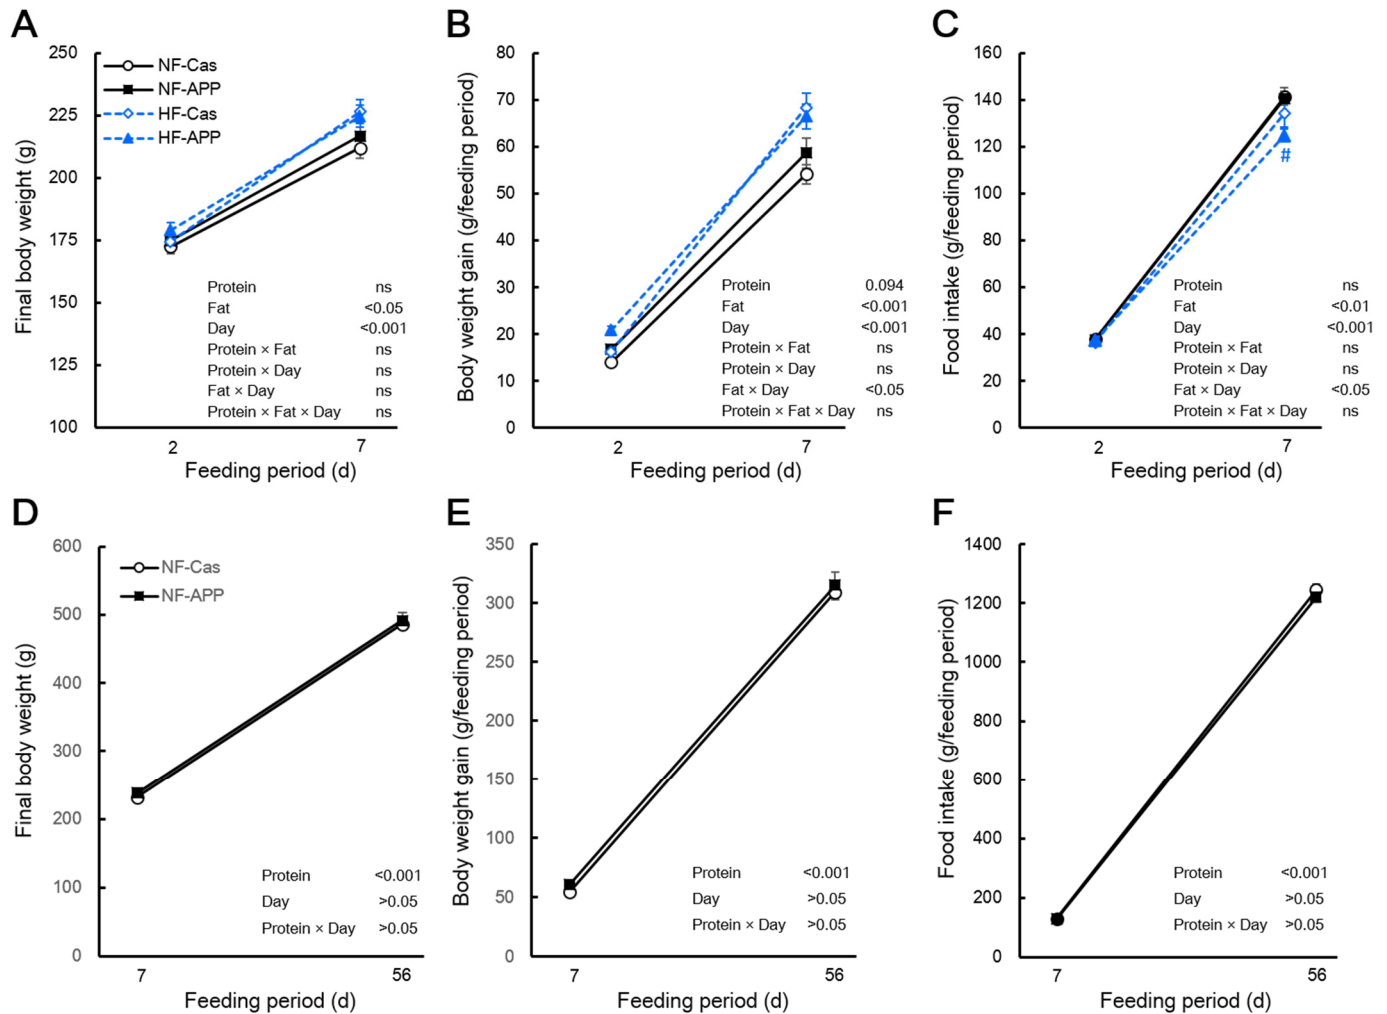 A
Final body weight (g)
250
225
200
175
150
125
100
NF-Cas
NF-APP
HF-Cas
HF-APP
Protein ns
Fat <0.05
Day <0.001
Protein × Fat ns
Protein × Day ns
Fat × Day ns
Protein × Fat × Day ns
2 7
Feeding period (d)
B
Body weight gain (g/feeding period)
80
70
60
50
40
30
20
10
0
Protein 0.094
Fat <0.001
Day <0.001
Protein × Fat ns
Protein × Day ns
Fat × Day <0.05
Protein × Fat × Day ns
2 7
Feeding period (d)
C
Food intake (g/feeding period)
160
140
120
100
80
60
40
20
0
#
Protein ns
Fat <0.01
Day <0.001
Protein × Fat ns
Protein × Day ns
Fat × Day <0.05
Protein × Fat × Day ns
2 7
Feeding period (d)
D
Final body weight (g)
600
500
400
300
200
100
0
NF-Cas
NF-APP
Protein <0.001
Day >0.05
Protein × Day >0.05
7 56
Feeding period (d)
E
Body weight gain (g/feeding period)
350
300
250
200
150
100
50
0
Protein <0.001
Day >0.05
Protein × Day >0.05
7 56
Feeding period (d)
F
Food intake (g/feeding period)
1400
1200
1000
800
600
400
200
0
Protein <0.001
Day >0.05
Protein × Day >0.05
7 56
Feeding period (d)